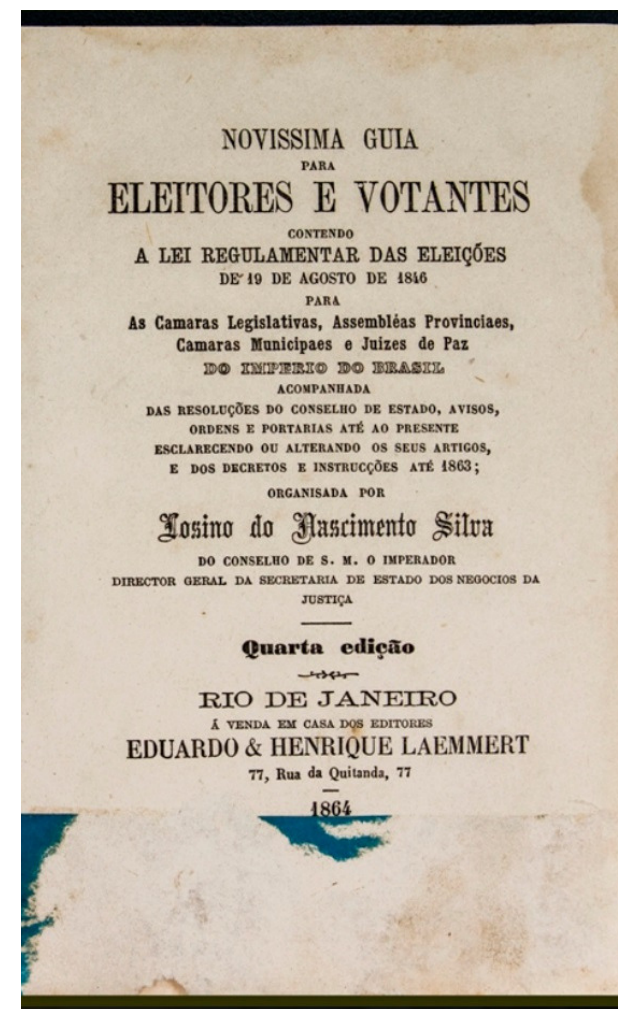 NOVISSIMA GUIA
PARA
ELEITORES E VOTANTES
CONTENDO
A LEI REGULAMENTAR DAS ELEIÇÕES
DE 19 DE AGOSTO DE 1846
PARA
As Camaras Legislativas, Assembléas Provinciaes,
Camaras Municipaes e Juizes de Paz
DO IMPERIO DO BRASIL
ACOMPANHADA
DAS RESOLUÇÕES DO CONSELHO DE ESTADO, AVISOS,
ORDENS E PORTARIAS ATÉ AO PRESENTE
ESCLARECENDO OU ALTERANDO OS SEUS ARTIGOS,
E DOS DECRETOS E INSTRUCÇÕES ATÉ 1863;
ORGANISADA POR
Josino do Nascimento Silva
DO CONSELHO DE S. M. O IMPERADOR
DIRECTOR GERAL DA SECRETARIA DE ESTADO DOS NEGOCIOS DA
JUSTIÇA
Quarta edição
RIO DE JANEIRO
Á VENDA EM CASA DOS EDITORES
EDUARDO & HENRIQUE LAEMMERT
77, Rua da Quitanda, 77
1864